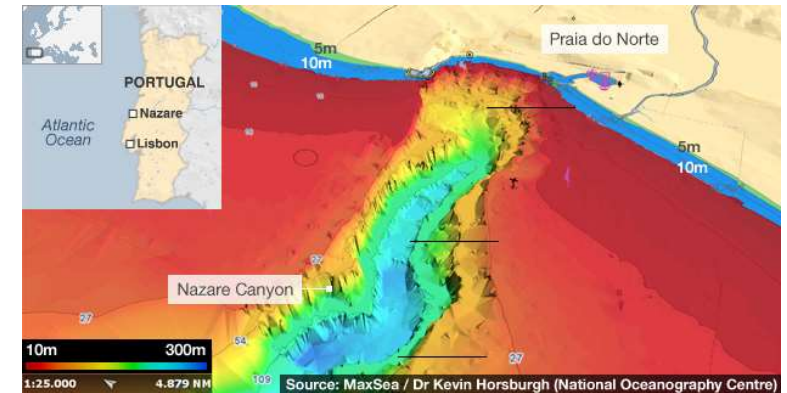 5m
10m
Praia do Norte
PORTUGAL
Nazare
Atlantic
Ocean
Lisbon
5m
10m
Nazare Canyon
27
27
54
27
109
10m 300m
1:25.000 4.879 NM
Source: MaxSea / Dr Kevin Horsburgh (National Oceanography Centre)